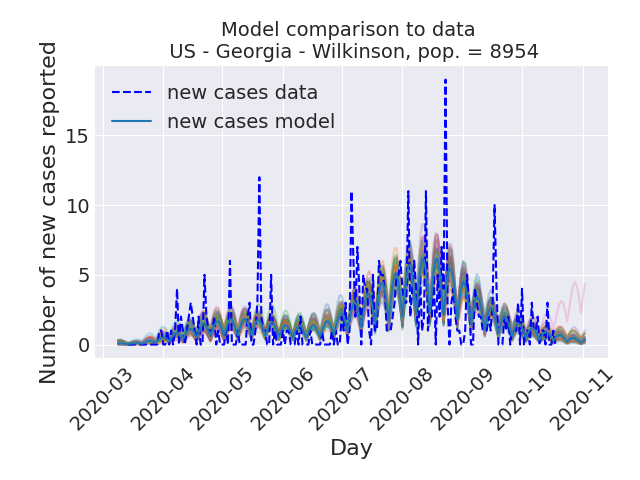 Model comparison to data
US - Georgia - Wilkinson, pop. = 8954
new cases data
new cases model
Number of new cases reported
15
10
5
0
2020-03
2020-04
2020-05
2020-06
2020-07
2020-08
2020-09
2020-10
2020-11
Day